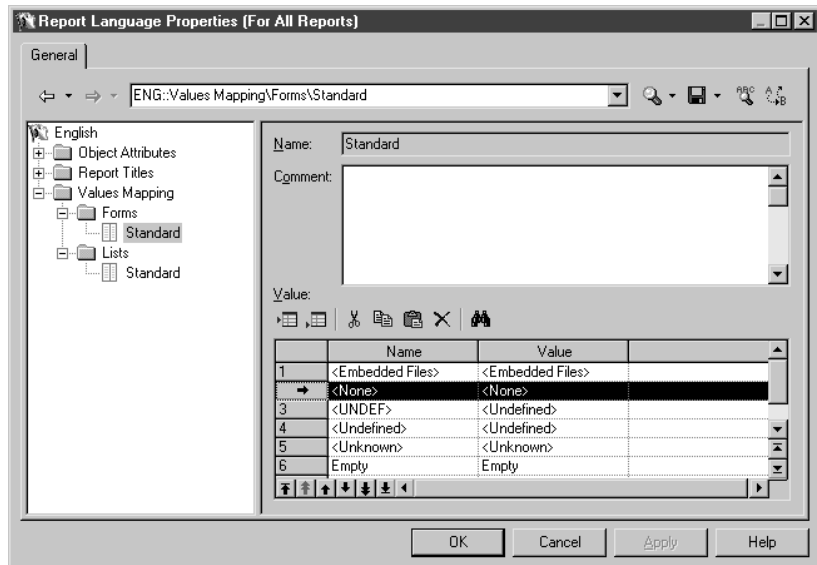 Report Language Properties (For All Reports)
General
ENG::Values Mapping\Forms\Standard
ABC
A
B
English
Object Attributes
Report Titles
Values Mapping
Forms
Standard
Lists
Standard
Name: Standard
Comment:
Value:
Name Value
1 <Embedded Files> <Embedded Files>
<None> <None>
3 <UNDEF> <Undefined>
4 <Undefined> <Undefined>
5 <Unknown> <Unknown>
6 Empty Empty
OK Cancel Apply Help